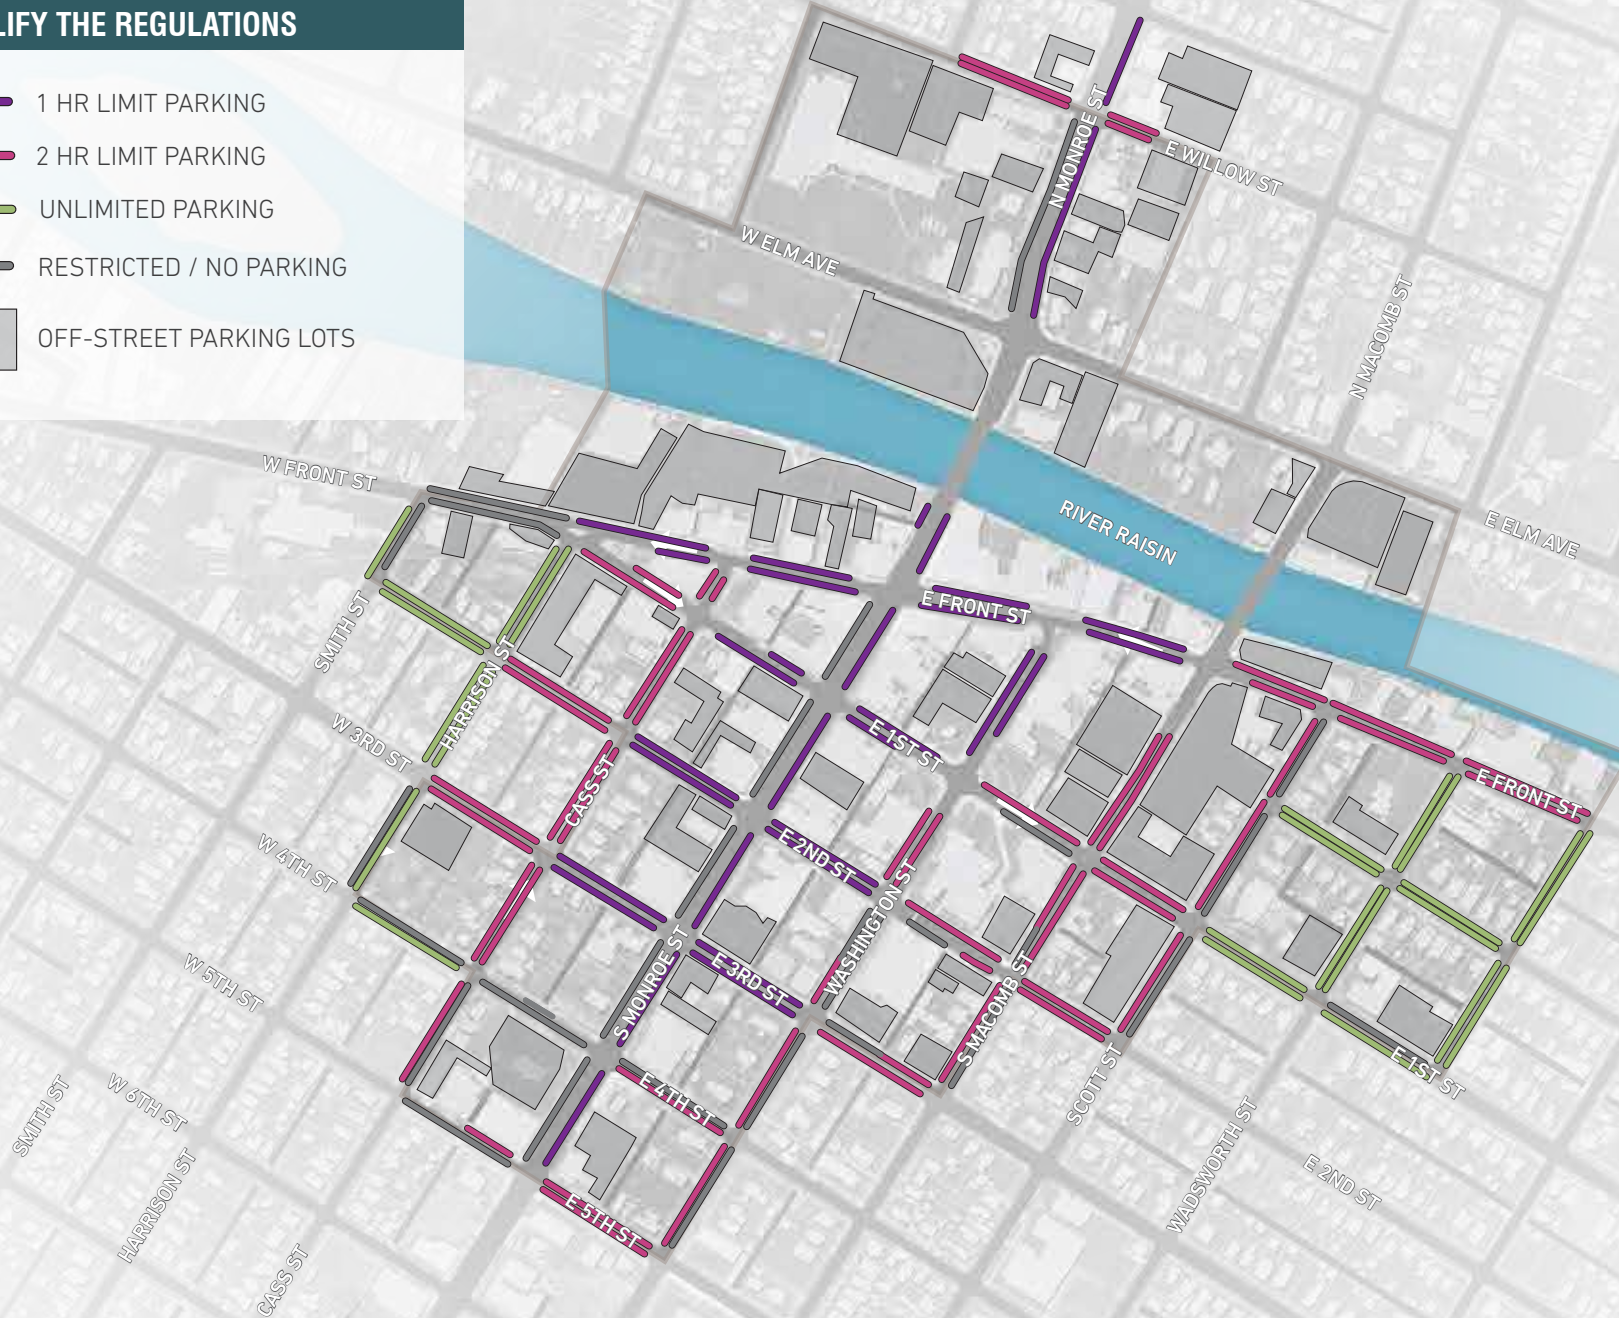 LIFY THE REGULATIONS
1 HR LIMIT PARKING
2 HR LIMIT PARKING
UNLIMITED PARKING
RESTRICTED / NO PARKING
OFF-STREET PARKING LOTS
N MONROE ST
E WILLOW ST
W ELM AVE
N MACOMB ST
W FRONT ST
RIVER RAISIN
E ELM AVE
E FRONT ST
SMITH ST
HARRISON ST
W 3RD ST
E 1ST ST
CASS ST
E FRONT ST
W 4TH ST
E 2ND ST
WASHINGTON ST
W 5TH ST
S MONROE ST
E 3RD ST
S MACOMB ST
E 4TH ST
SCOTT ST
E 1ST ST
SMITH ST
W 6TH ST
HARRISON ST
WADSWORTH ST
E 2ND ST
E 5TH ST
CASS ST